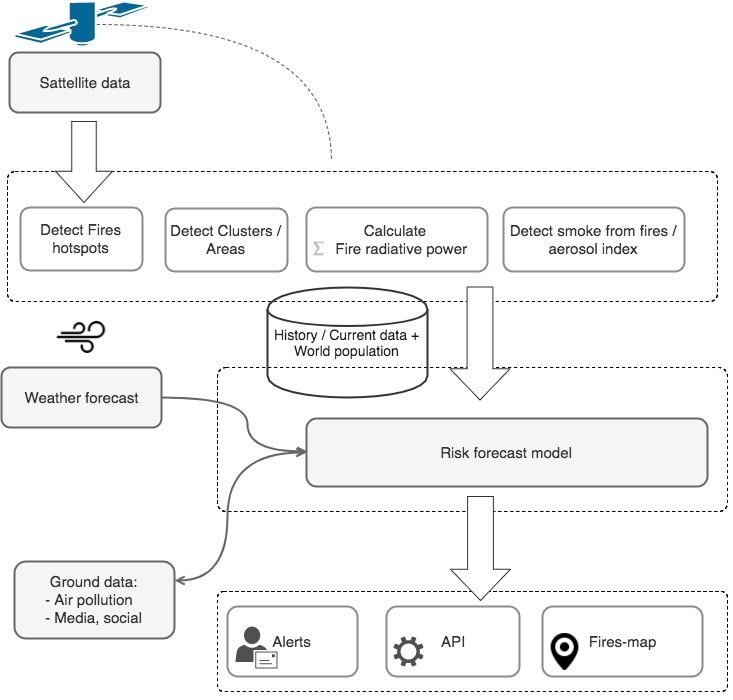 Sattellite data
Detect Fires
hotspots
Detect Clusters /
Areas
Calculate
Σ Fire radiative power
Detect smoke from fires /
aerosol index
History / Current data +
World population
Weather forecast
Risk forecast model
Ground data:
- Air pollution
- Media, social
Alerts
API
Fires-map